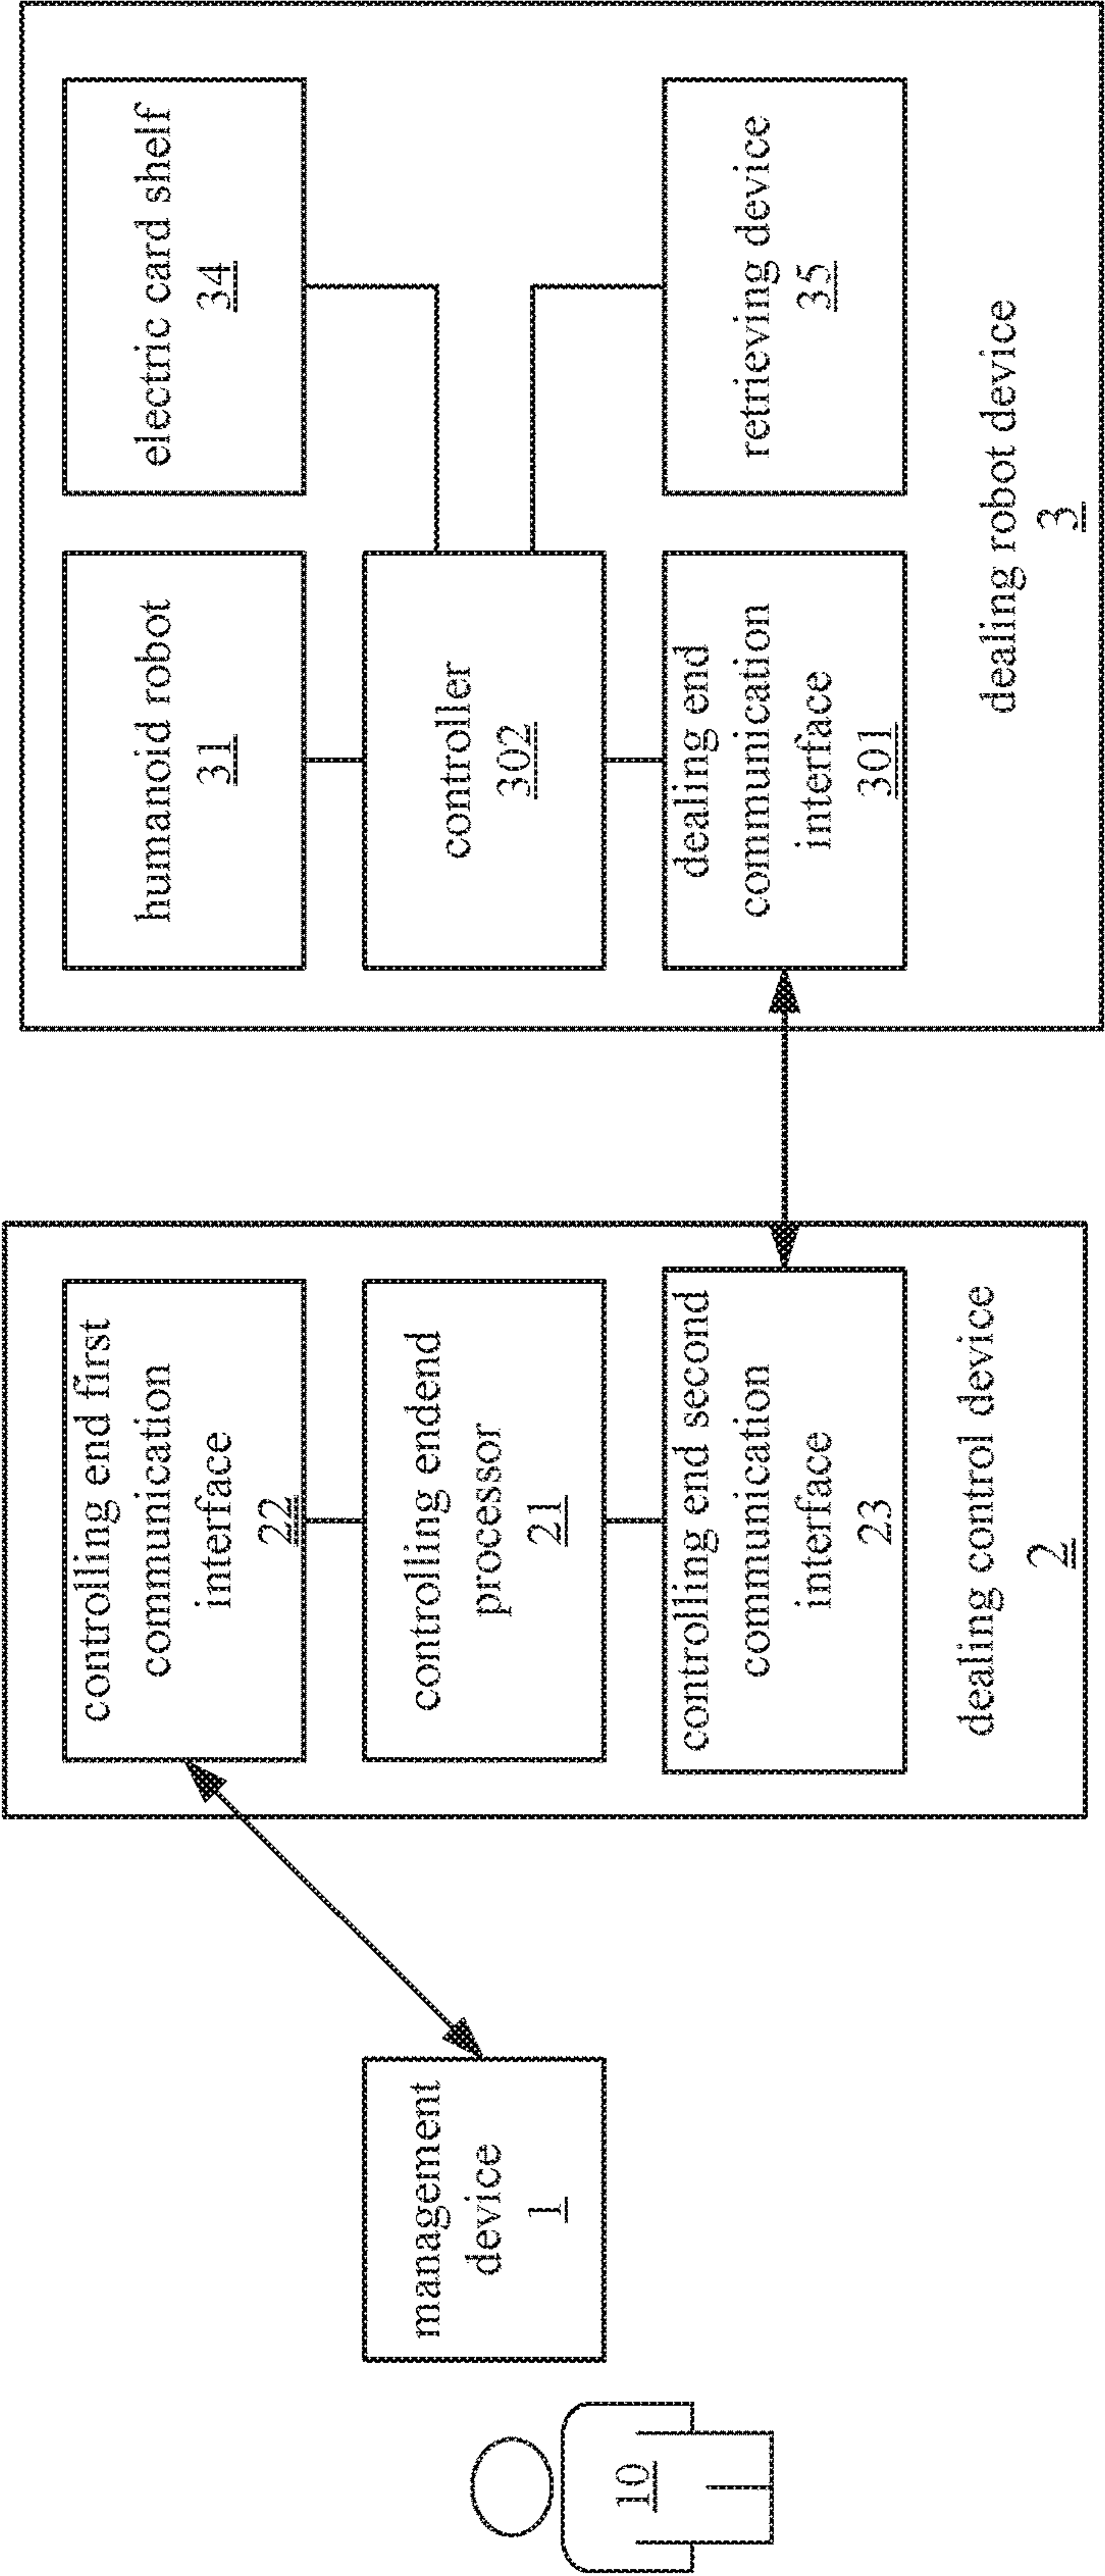 10
management
device
1
controlling end first
communication
interface
22
controlling endend
processor
21
controlling end second
communication
interface
23
dealing control device
2
humanoid robot
31
electric card shelf
34
controller
302
dealing end
communication
interface
301
retrieving device
35
dealing robot device
3